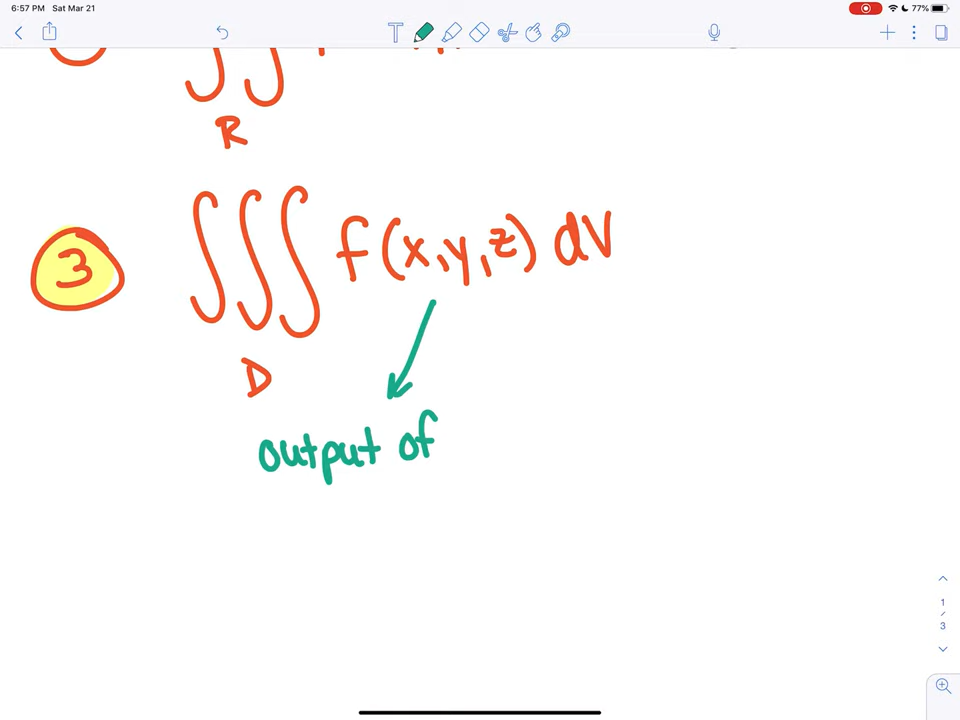 6:57 PM Sat Mar 21
77%
T
∬
R
3
∭ f(x,y,z) dV
D
output of
1
/
3